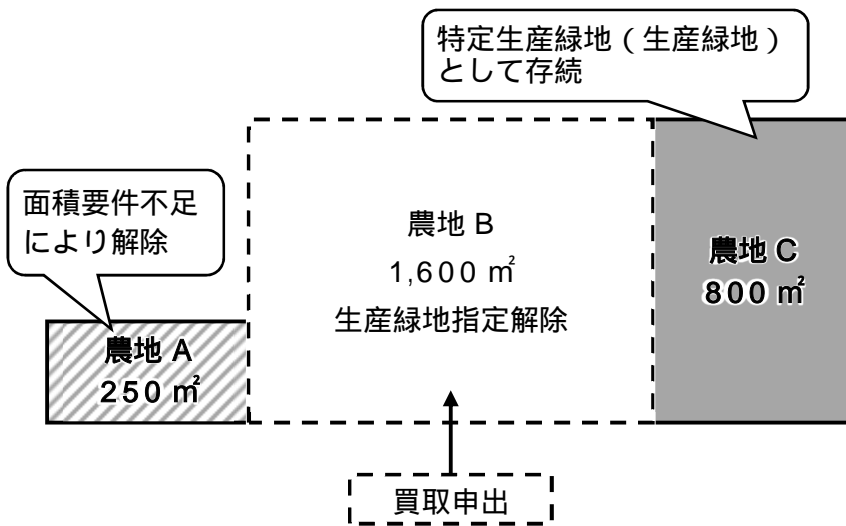 特定生産緑地(生産緑地)
として存続
面積要件不足
により解除
農地 B
1,600 ㎡
生産緑地指定解除
農地 C
800 ㎡
農地 A
250 ㎡
買取申出